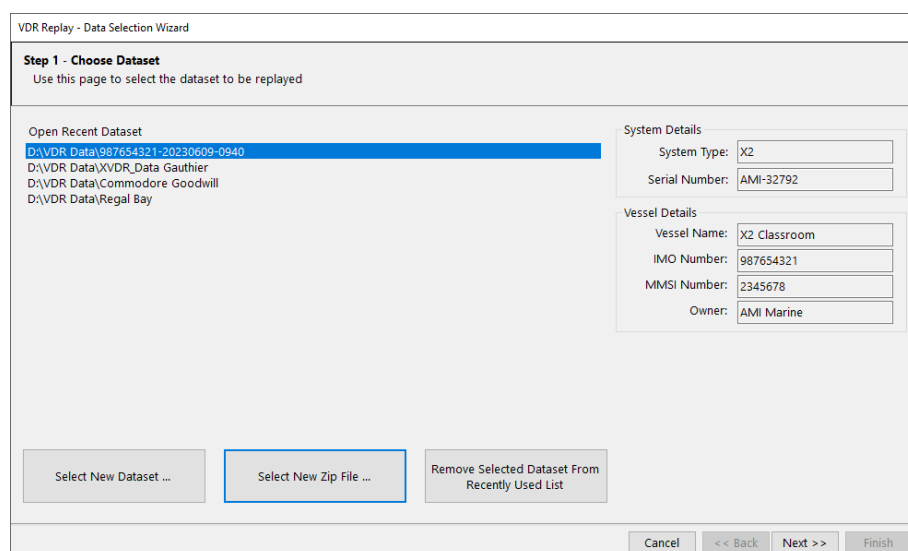 VDR Replay - Data Selection Wizard
Step 1 - Choose Dataset
Use this page to select the dataset to be replayed
Open Recent Dataset
D:\VDR Data\987654321-20230609-0940
D:\VDR Data\XVDR_Data Gauthier
D:\VDR Data\Commodore Goodwill
D:\VDR Data\Regal Bay
System Details
System Type: X2
Serial Number: AMI-32792
Vessel Details
Vessel Name: X2 Classroom
IMO Number: 987654321
MMSI Number: 2345678
Owner: AMI Marine
Select New Dataset ...
Select New Zip File ...
Remove Selected Dataset From
Recently Used List
Cancel << Back Next >> Finish